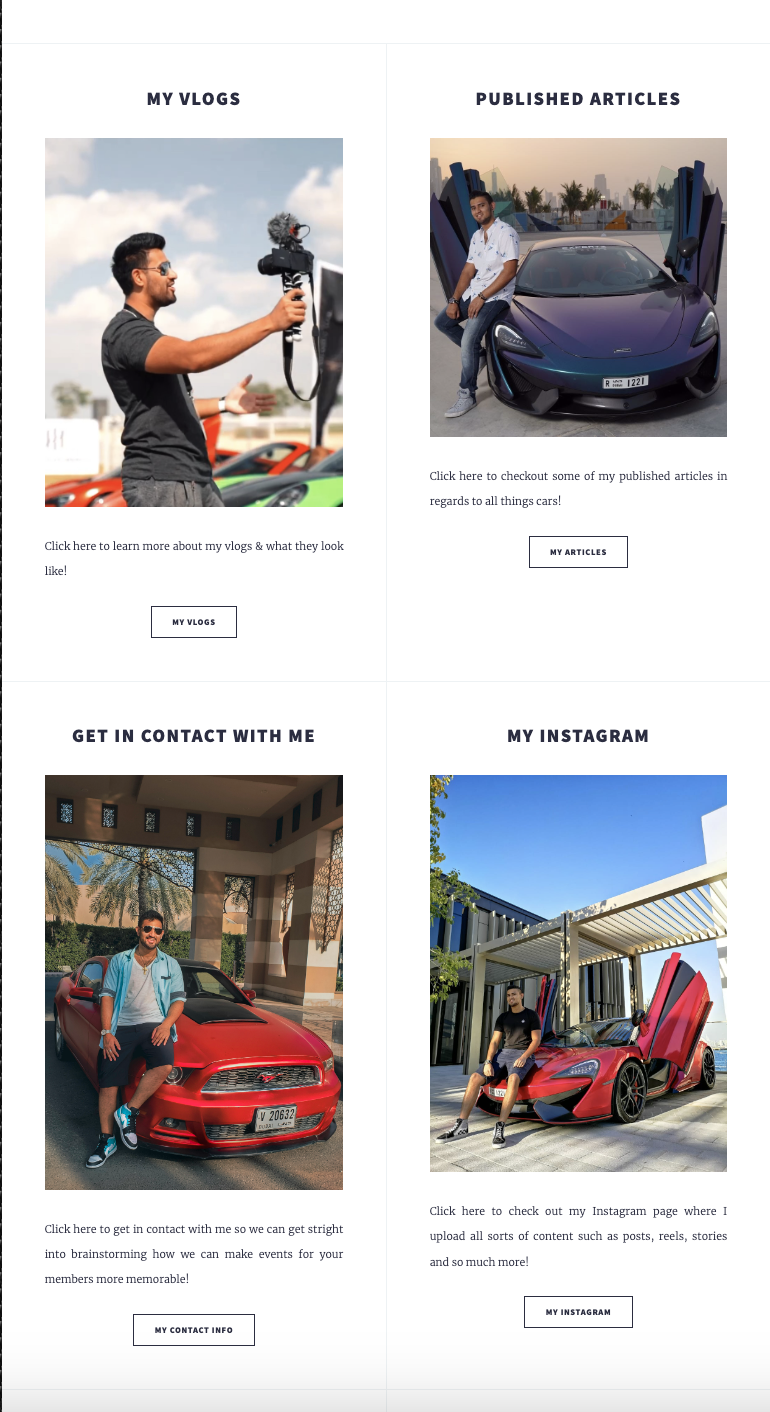 MY VLOGS
Click here to learn more about my vlogs & what they look
like!
MY VLOGS
PUBLISHED ARTICLES
R 1221
Click here to checkout some of my published articles in
regards to all things cars!
MY ARTICLES
GET IN CONTACT WITH ME
V 20632
Click here to get in contact with me so we can get stright
into brainstorming how we can make events for your
members more memorable!
MY CONTACT INFO
MY INSTAGRAM
Click here to check out my Instagram page where I
upload all sorts of content such as posts, reels, stories
and so much more!
MY INSTAGRAM